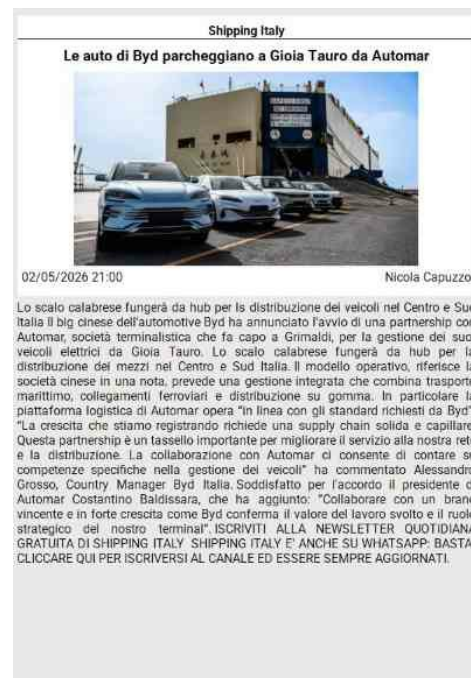 Shipping Italy
Le auto di Byd parcheggiano a Gioia Tauro da Automar
02/05/2026 21:00
Nicola Capuzzo
Lo scalo calabrese fungerà da hub per ls distribuzione dei veicoli nel Centro e Sud
Italia Il big cinese dell'automotive Byd ha annunciato l'avvio di una partnership con
Automar, società terminalistica che fa capo a Grimaldi, per la gestione dei suoi
veicoli elettrici da Gioia Tauro. Lo scalo calabrese fungerà da hub per la
distribuzione dei mezzi nel Centro e Sud Italia. Il modello operativo, riferisce la
società cinese in una nota, prevede una gestione integrata che combina trasporto
marittimo, collegamenti ferroviari e distribuzione su gomma. In particolare la
piattaforma logistica di Automar opera “in linea con gli standard richiesti da Byd”.
“La crescita che stiamo registrando richiede una supply chain solida e capillare.
Questa partnership è un tassello importante per migliorare il servizio alla nostra rete
e la distribuzione. La collaborazione con Automar ci consente di contare su
competenze specifiche nella gestione dei veicoli” ha commentato Alessandro
Grosso, Country Manager Byd Italia. Soddisfatto per l'accordo il presidente di
Automar Costantino Baldissara, che ha aggiunto: “Collaborare con un brand
vincente e in forte crescita come Byd conferma il valore del lavoro svolto e il ruolo
strategico del nostro terminal”. ISCRIVITI ALLA NEWSLETTER QUOTIDIANA
GRATUITA DI SHIPPING ITALY SHIPPING ITALY E' ANCHE SU WHATSAPP: BASTA
CLICCARE QUI PER ISCRIVERSI AL CANALE ED ESSERE SEMPRE AGGIORNATI.